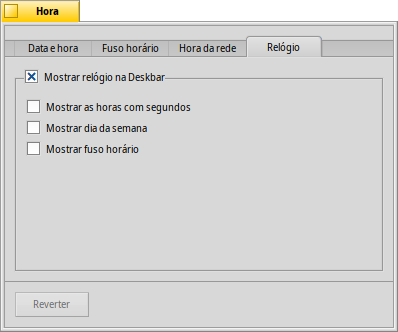 Hora
Data e hora
Fuso horário
Hora da rede
Relógio
Mostrar relógio na Deskbar
Mostrar as horas com segundos
Mostrar dia da semana
Mostrar fuso horário
Reverter